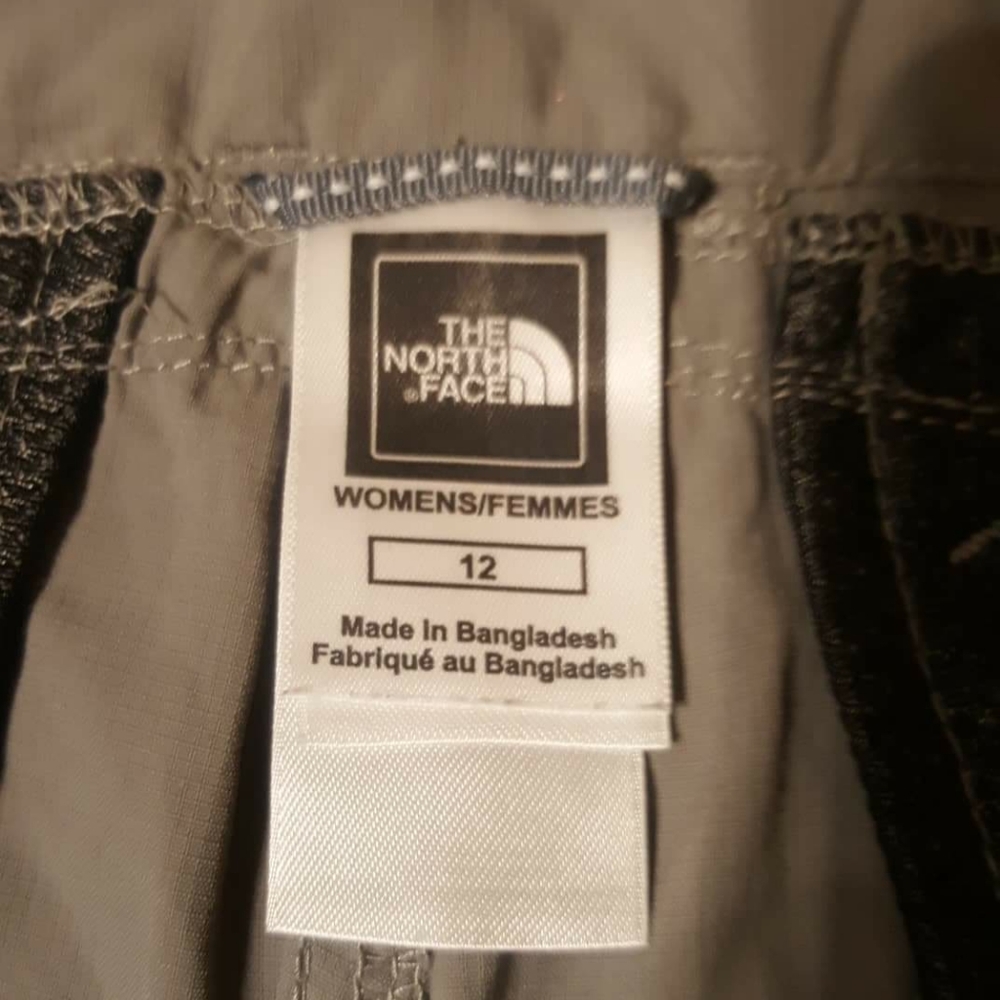 THE
NORTH
®FACE
WOMENS/FEMMES
12
Made In Bangladesh
Fabriqué au Bangladesh